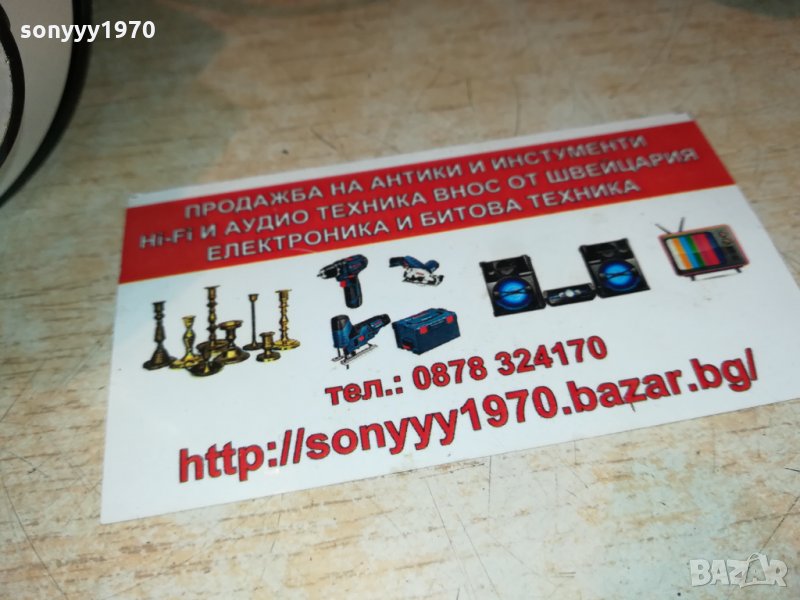 sonyyy1970
ПРОДАЖБА НА АНТИКИ И ИНСТУМЕНТИ
Hi-Fi И АУДИО ТЕХНИКА ВНОС ОТ ШВЕЙЦАРИЯ
ЕЛЕКТРОНИКА И БИТОВА ТЕХНИКА
тел.: 0878 324170
http://sonyyy1970.bazar.bg/
BAZAR